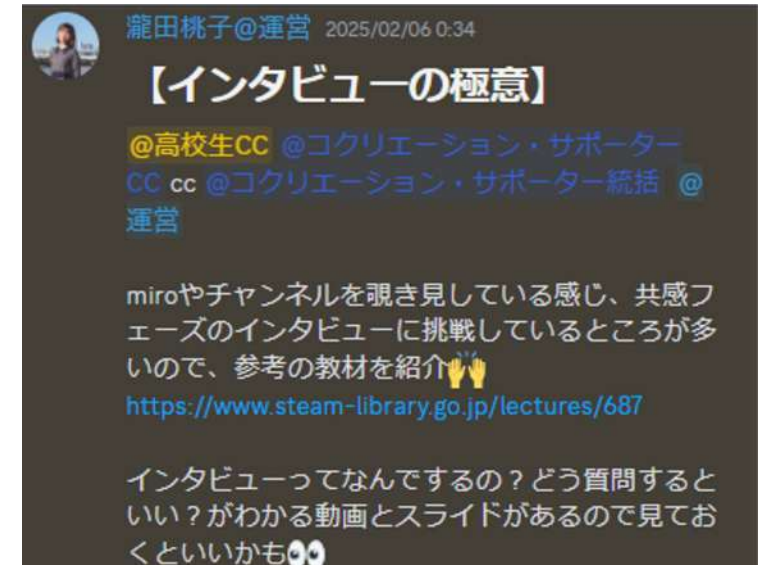 瀧田桃子@運営 2025/02/06 0:34
【インタビューの極意】
@高校生CC @コクリエーション・サポーター
CC cc @コクリエーション・サポーター統括 @
運営
miroやチャンネルを覗き見している感じ、共感フ
ェーズのインタビューに挑戦しているところが多
いので、参考の教材を紹介🙌
https://www.steam-library.go.jp/lectures/687
インタビューってなんでするの？どう質問すると
いい？がわかる動画とスライドがあるので見てお
くといいかも👀